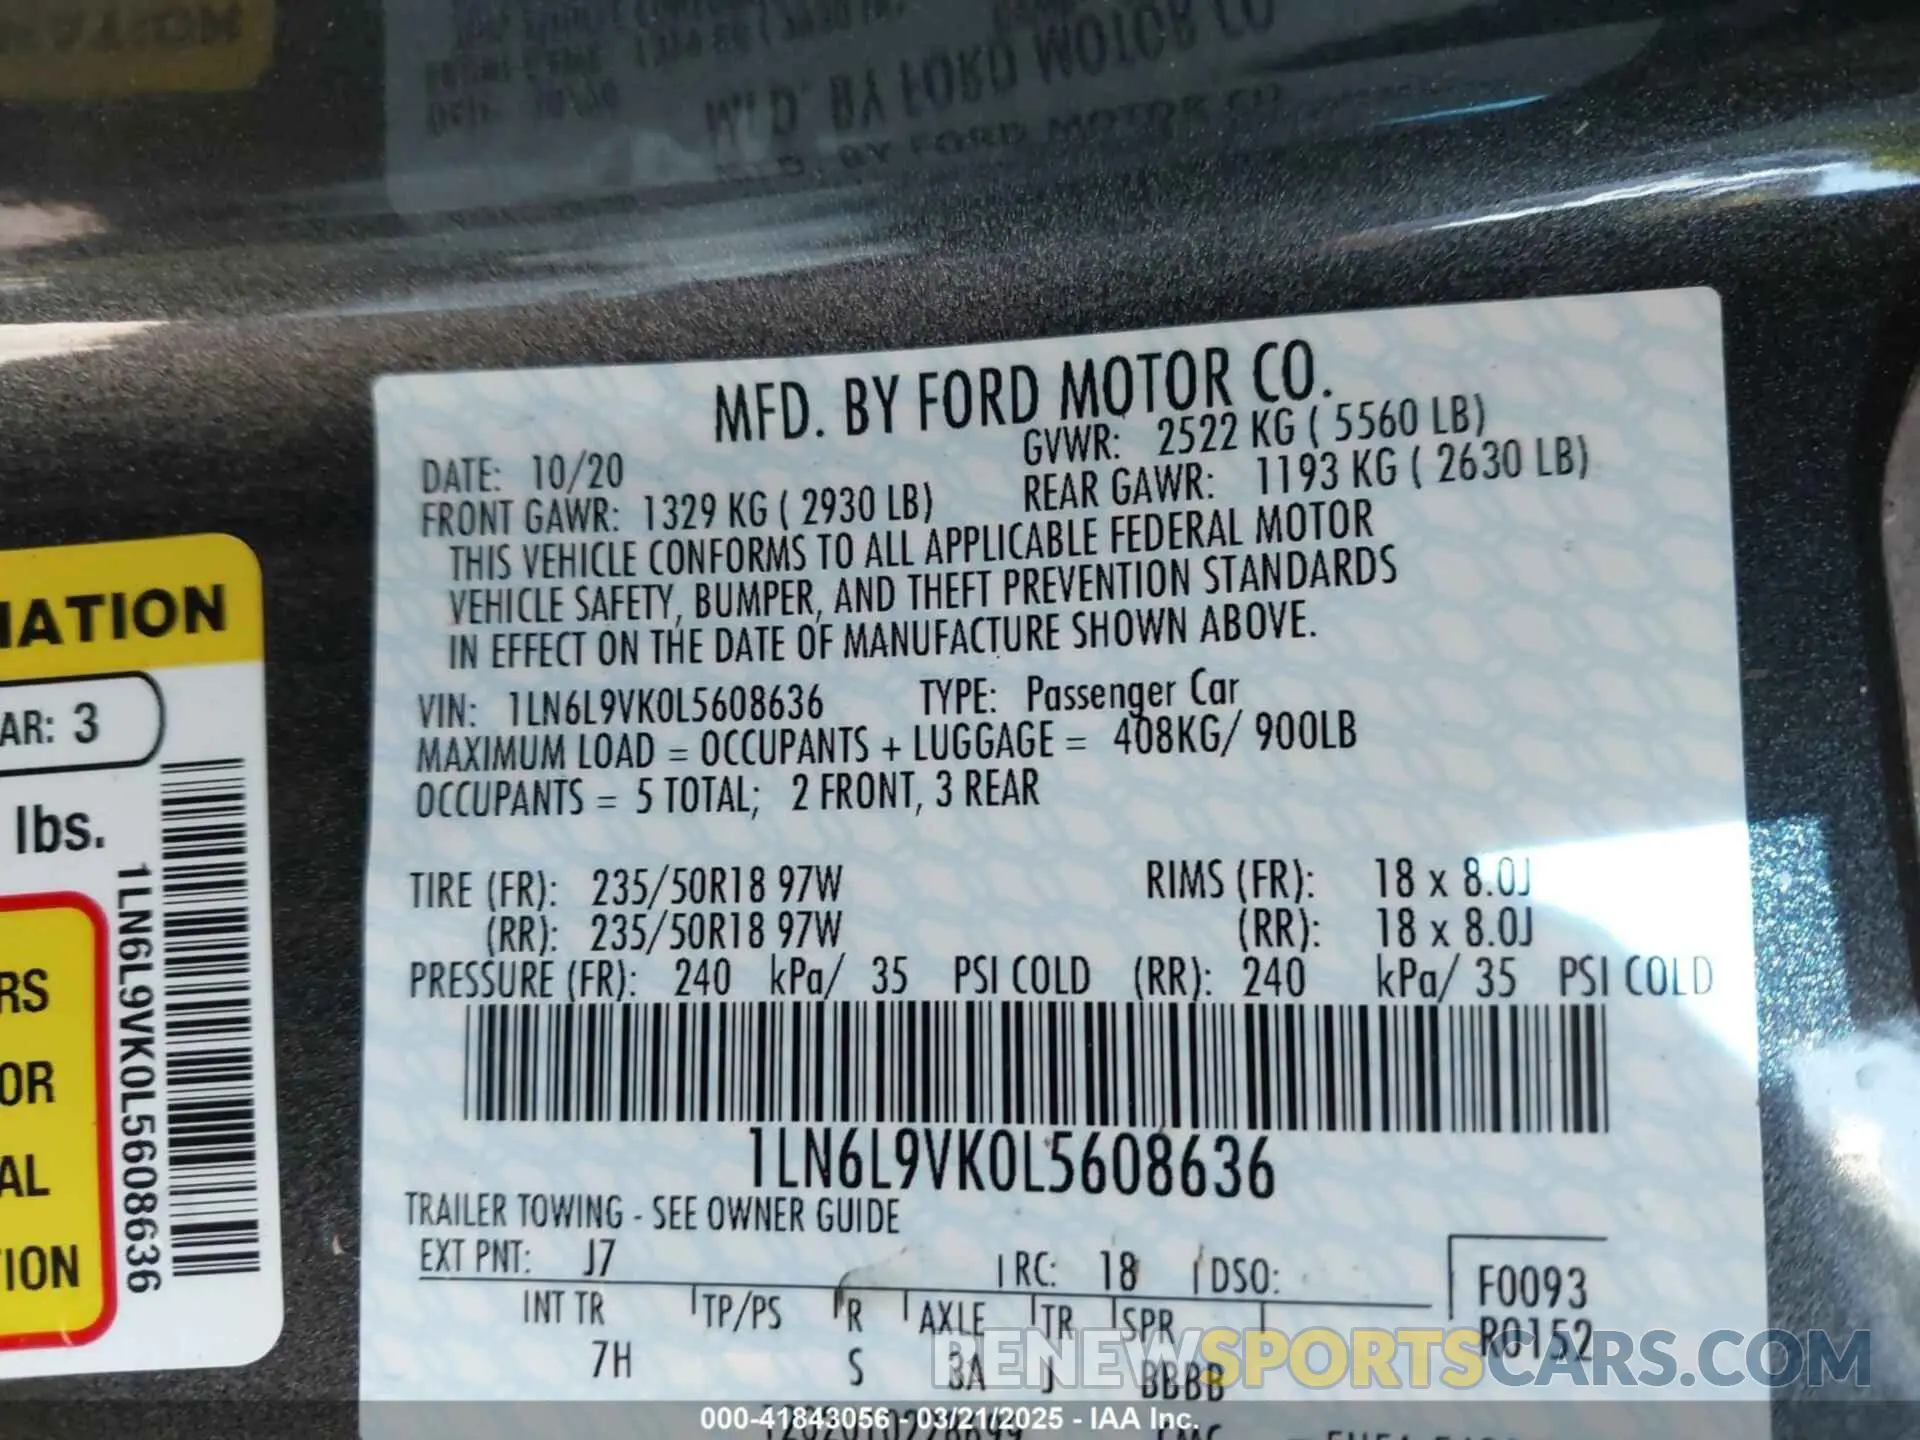 MFD. BY FORD MOTOR CO.
DATE: 10/20 GVWR: 2522 KG ( 5560 LB)
FRONT GAWR: 1329 KG ( 2930 LB) REAR GAWR: 1193 KG ( 2630 LB)
THIS VEHICLE CONFORMS TO ALL APPLICABLE FEDERAL MOTOR
VEHICLE SAFETY, BUMPER, AND THEFT PREVENTION STANDARDS
IN EFFECT ON THE DATE OF MANUFACTURE SHOWN ABOVE.
VIN: 1LN6L9VK0L5608636 TYPE: Passenger Car
MAXIMUM LOAD = OCCUPANTS + LUGGAGE = 408KG/ 900LB
OCCUPANTS = 5 TOTAL; 2 FRONT, 3 REAR
TIRE (FR): 235/50R18 97W RIMS (FR): 18 x 8.0J
(RR): 235/50R18 97W (RR): 18 x 8.0J
PRESSURE (FR): 240 kPa/ 35 PSI COLD (RR): 240 kPa/ 35 PSI COLD
1LN6L9VK0L5608636
TRAILER TOWING - SEE OWNER GUIDE
EXT PNT: J7 RC: 18 DSO:
INT TR TP/PS R AXLE TR SPR
7H S 3A J BBBB
F0093
R0152
MATION
AR: 3
lbs.
1LN6L9VK0L5608636
RS
OR
AL
TION
RENEWSPORTSCARS.COM
000-41843056 - 03/21/2025 - IAA Inc.